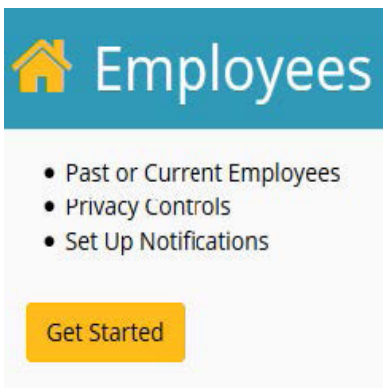 Employees
Past or Current Employees
Privacy Controls
Set Up Notifications
Get Started